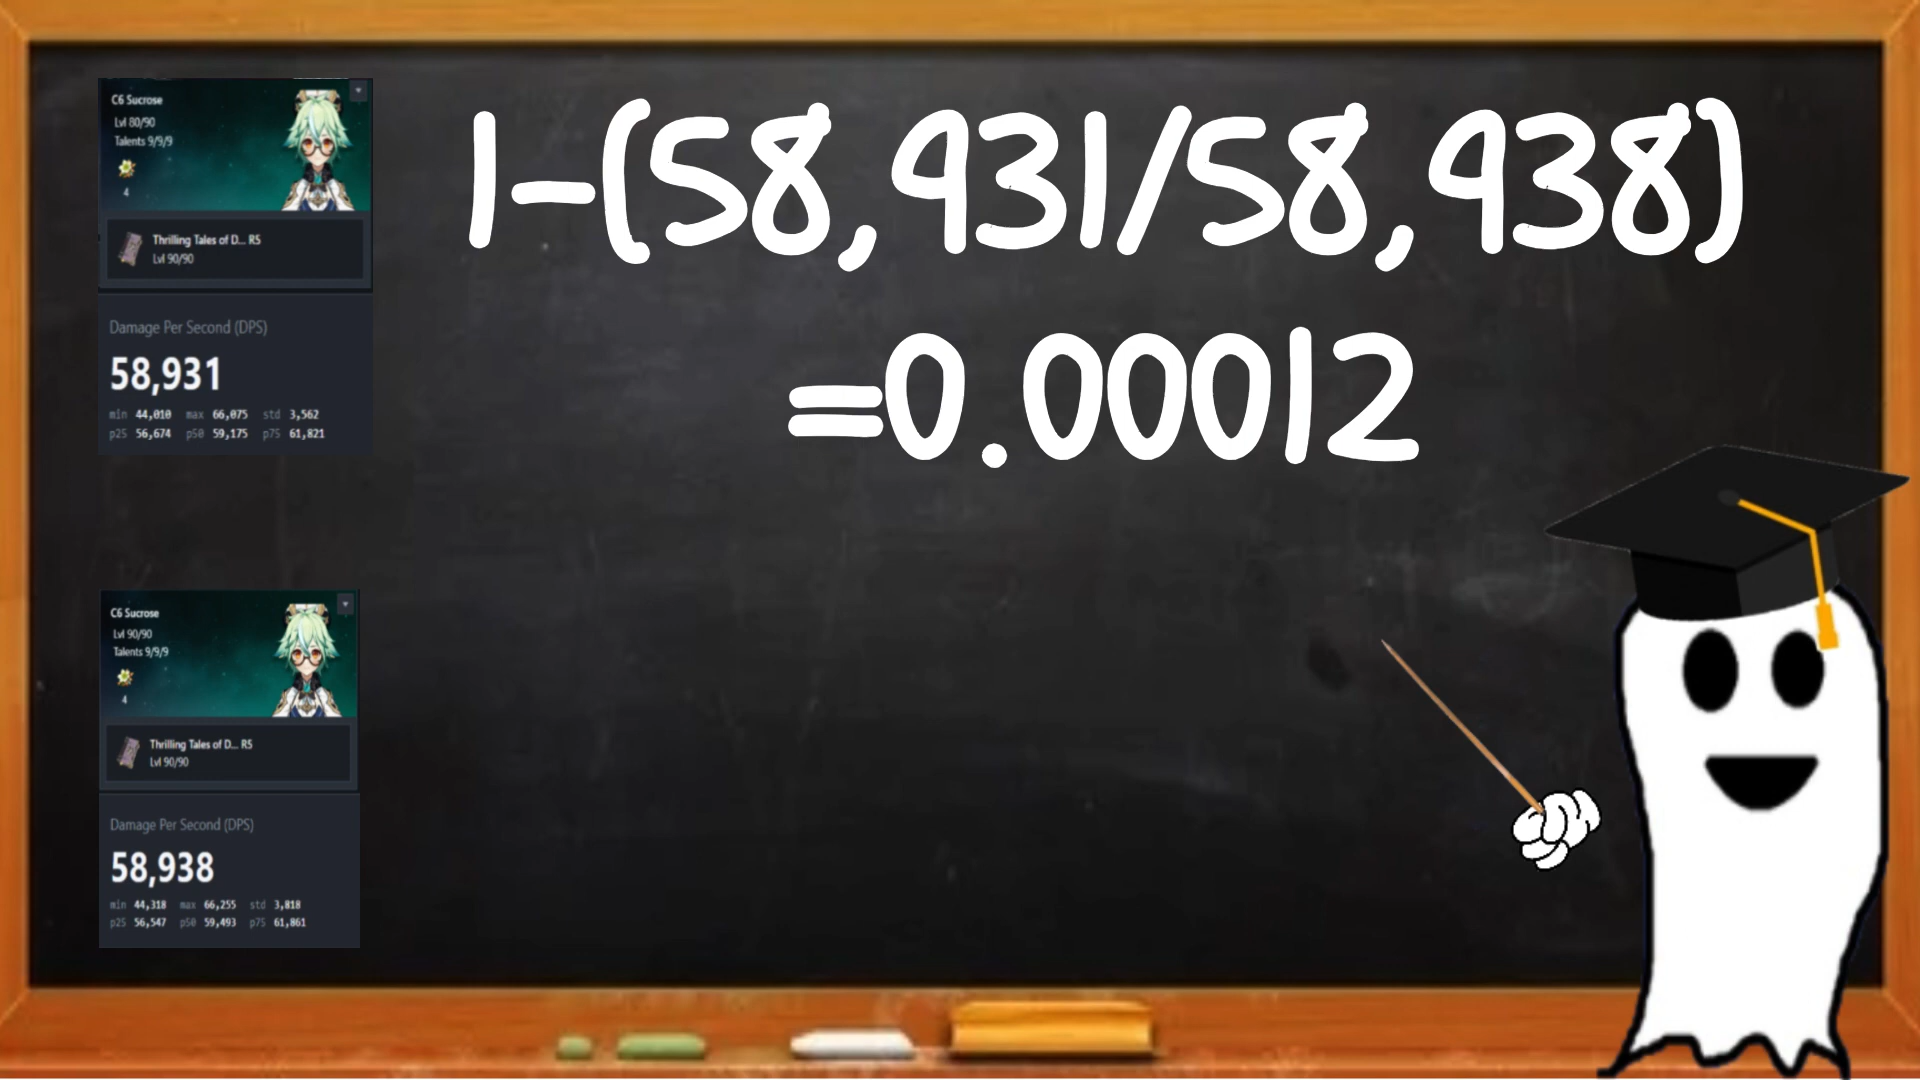 C6 Sucrose
Lvl 80/90
Talents 9/9/9
4
Thrilling Tales of D... R5
Lvl 90/90
Damage Per Second (DPS)
58,931
min 44,010 max 66,075 std 3,562
p25 56,674 p50 59,175 p75 61,821
1-(58,931/58,938)
=0.00012
C6 Sucrose
Lvl 90/90
Talents 9/9/9
4
Thrilling Tales of D... R5
Lvl 90/90
Damage Per Second (DPS)
58,938
min 44,318 max 66,255 std 3,818
p25 56,547 p50 59,493 p75 61,861